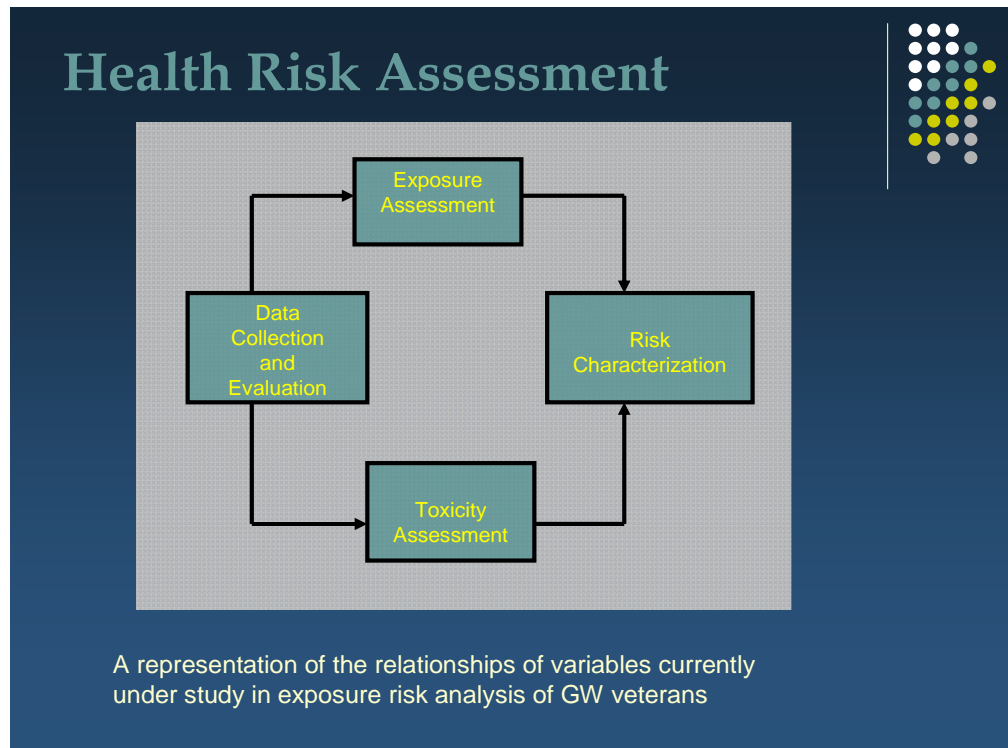 Health Risk Assessment
Exposure
Assessment
Data
Collection
and
Evaluation
Risk
Characterization
Toxicity
Assessment
A representation of the relationships of variables currently
under study in exposure risk analysis of GW veterans